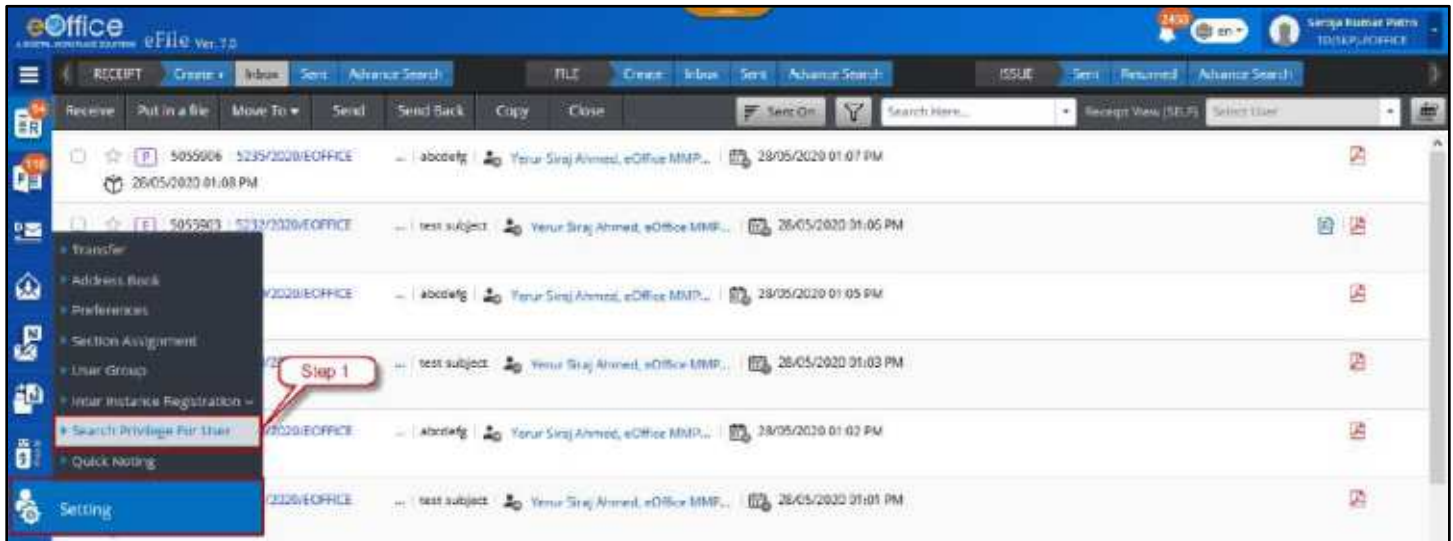 eOffice eFile Ver 7.0
2450
en
Saroja Kumar Patro
RECEIPT Create Inbox Sent Advance Search FILE Create Inbox Sent Advance Search ISSUE Sent Returned Advance Search
Receive Put in a file Move To Send Send Back Copy Close Sent On Search Here... Receipt View (SELF) Select User
P 5055906 5235/2020/EOFFICE ... abcdefg Yerur Siraj Ahmed, eOffice MMP... 28/05/2020 01:07 PM
28/05/2020 01:08 PM
E 5055903 5232/2020/EOFFICE ... test subject Yerur Siraj Ahmed, eOffice MMP... 28/05/2020 01:06 PM
Transfer
Address Book
/2020/EOFFICE ... abcdefg Yerur Siraj Ahmed, eOffice MMP... 28/05/2020 01:05 PM
Preferences
Section Assignment
User Group
Step 1
... test subject Yerur Siraj Ahmed, eOffice MMP... 28/05/2020 01:03 PM
Inter Instance Registration
Search Privilege For User
/2020/EOFFICE ... abcdefg Yerur Siraj Ahmed, eOffice MMP... 28/05/2020 01:02 PM
Quick Noting
Setting
/2020/EOFFICE ... test subject Yerur Siraj Ahmed, eOffice MMP... 28/05/2020 01:01 PM